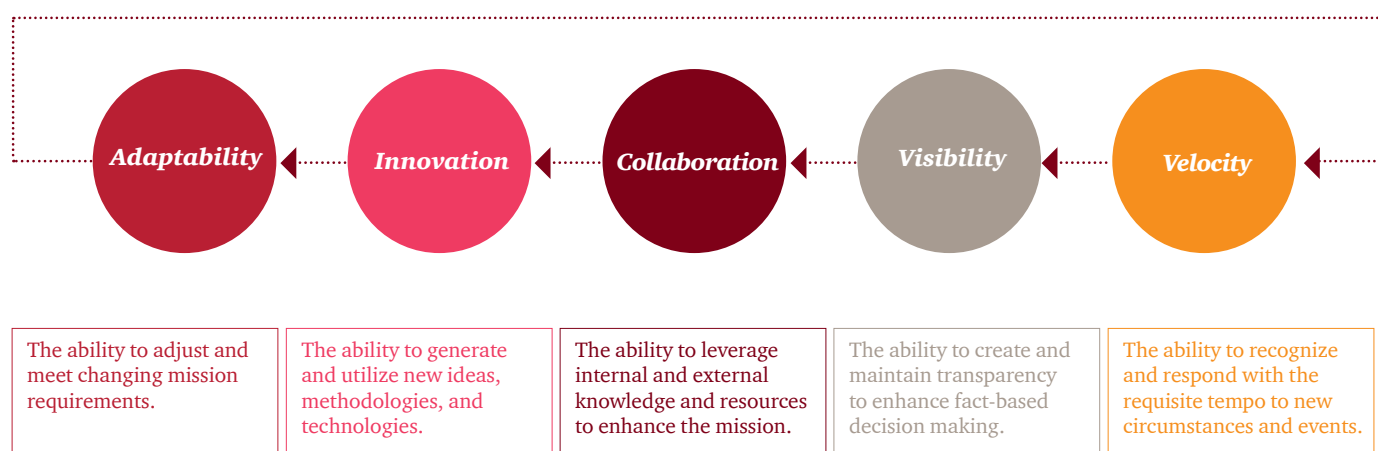 Adaptability
Innovation
Collaboration
Visibility
Velocity
The ability to adjust and
meet changing mission
requirements.
The ability to generate
and utilize new ideas,
methodologies, and
technologies.
The ability to leverage
internal and external
knowledge and resources
to enhance the mission.
The ability to create and
maintain transparency
to enhance fact-based
decision making.
The ability to recognize
and respond with the
requisite tempo to new
circumstances and events.